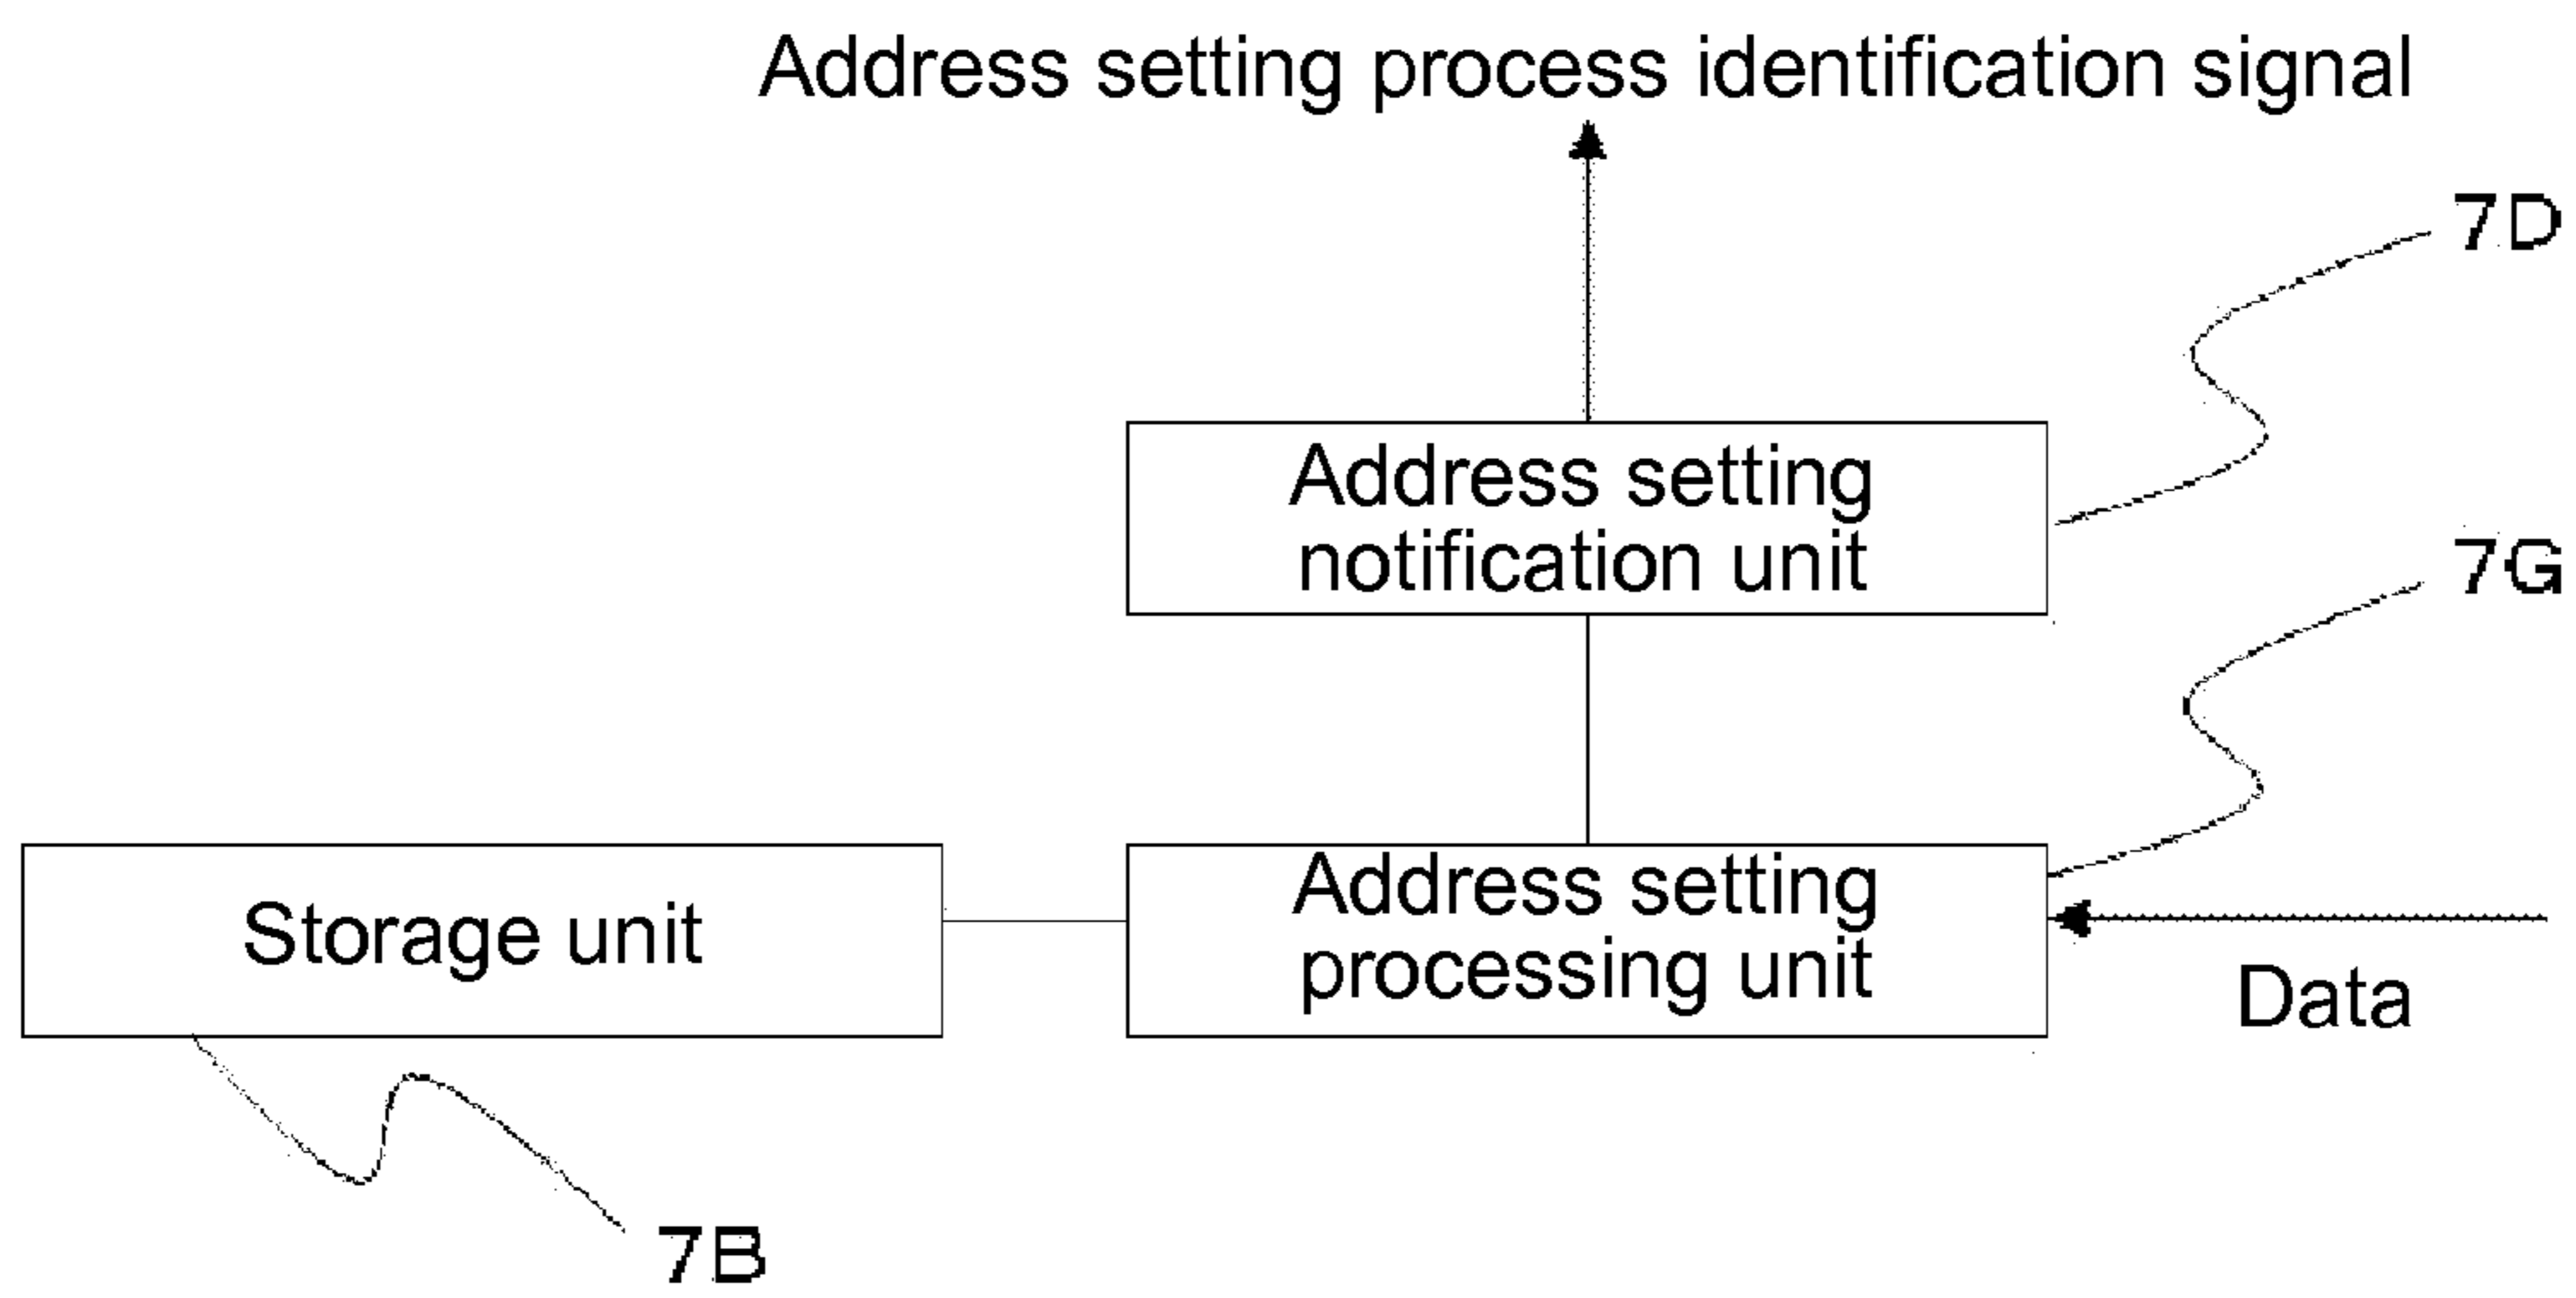 Address setting process identification signal
7D
Address setting
notification unit
7G
Storage unit
Address setting
processing unit
Data
7B